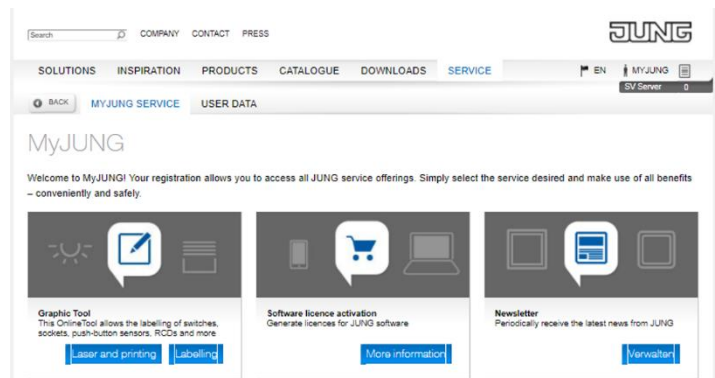 Search COMPANY CONTACT PRESS
JUNG
SOLUTIONS INSPIRATION PRODUCTS CATALOGUE DOWNLOADS SERVICE EN MYJUNG
SV Server
BACK MYJUNG SERVICE USER DATA
MyJUNG
Welcome to MyJUNG! Your registration allows you to access all JUNG service offerings. Simply select the service desired and make use of all benefits
– conveniently and safely.
Graphic Tool
This OnlineTool allows the labelling of switches,
sockets, push-button sensors, RCDs and more
Laser and printing Labelling
Software licence activation
Generate licences for JUNG software
More information
Newsletter
Periodically receive the latest news from JUNG
Verwalten